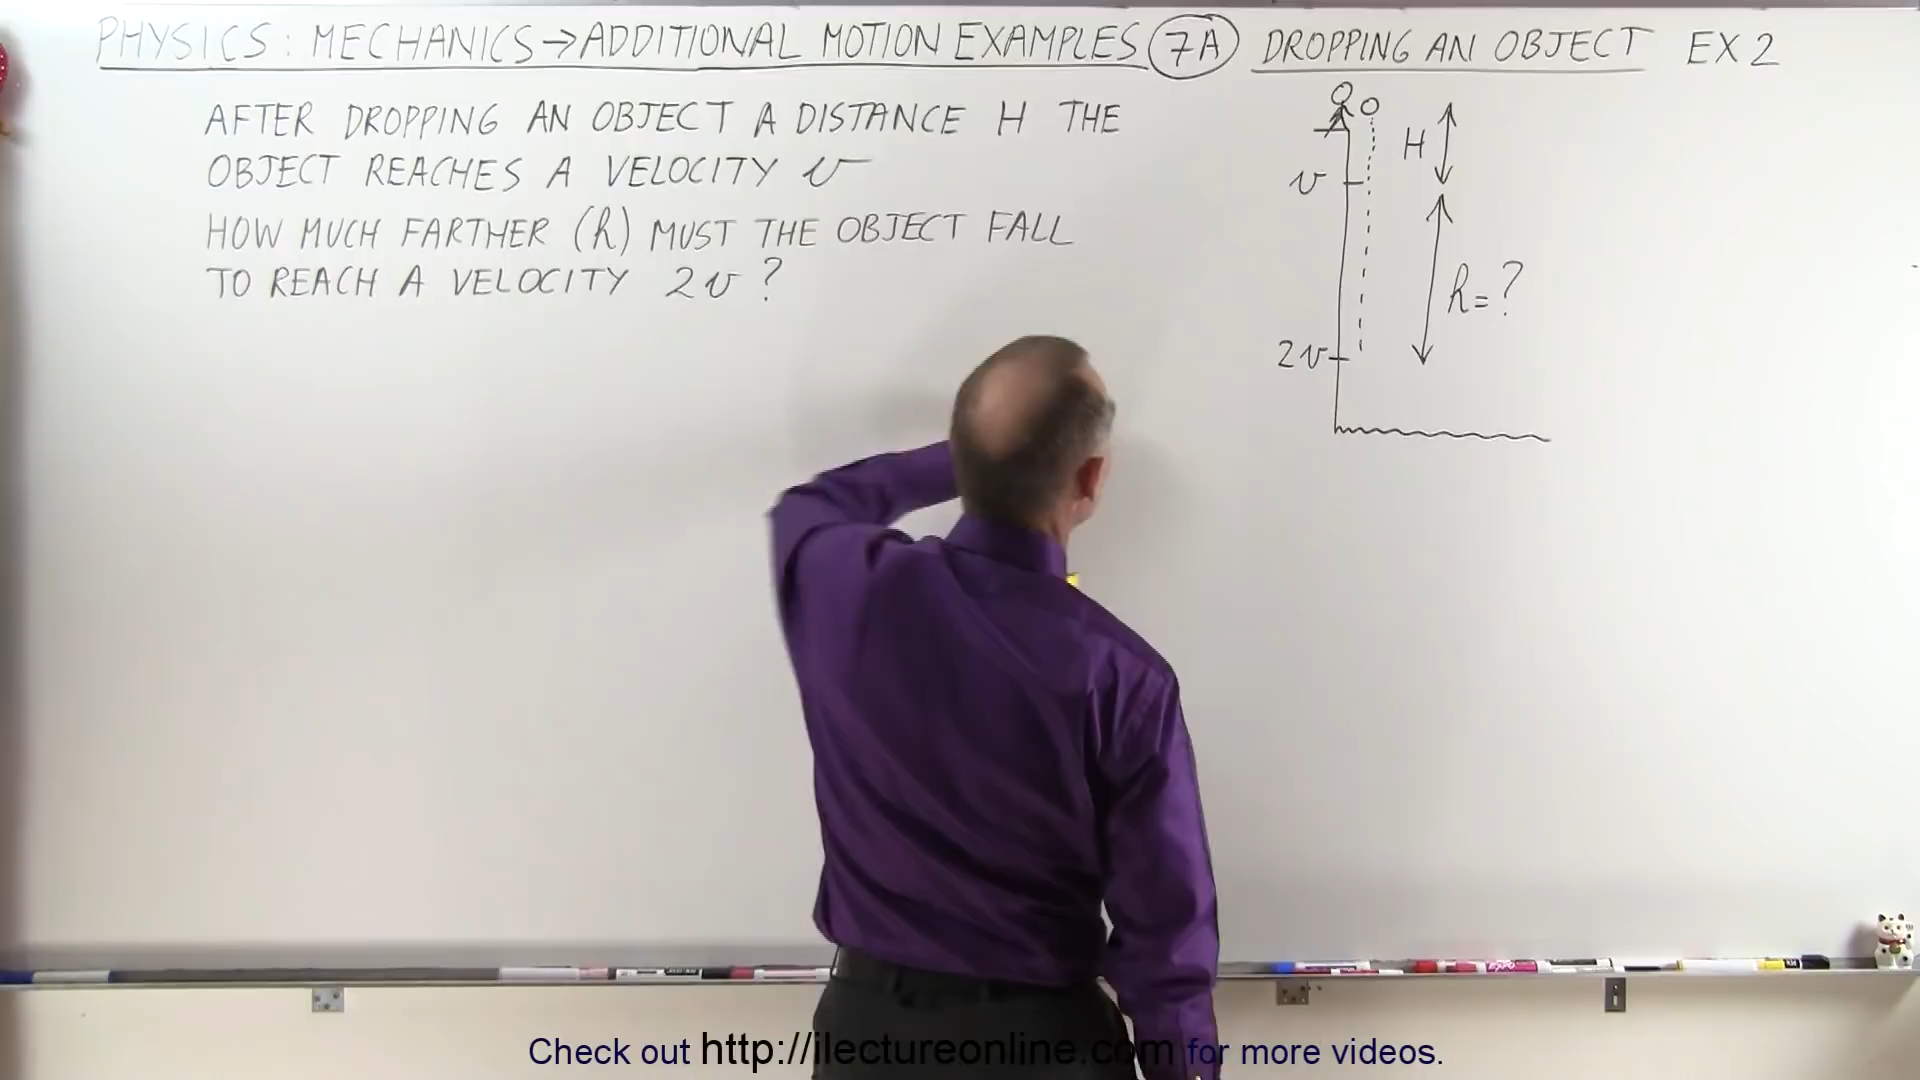 PHYSICS: MECHANICS→ADDITIONAL MOTION EXAMPLES 7A DROPPING AN OBJECT EX 2
AFTER DROPPING AN OBJECT A DISTANCE H THE
OBJECT REACHES A VELOCITY v
HOW MUCH FARTHER (h) MUST THE OBJECT FALL
TO REACH A VELOCITY 2v?
H
v
h=?
2v
Check out http://ilectureonline.com for more videos.